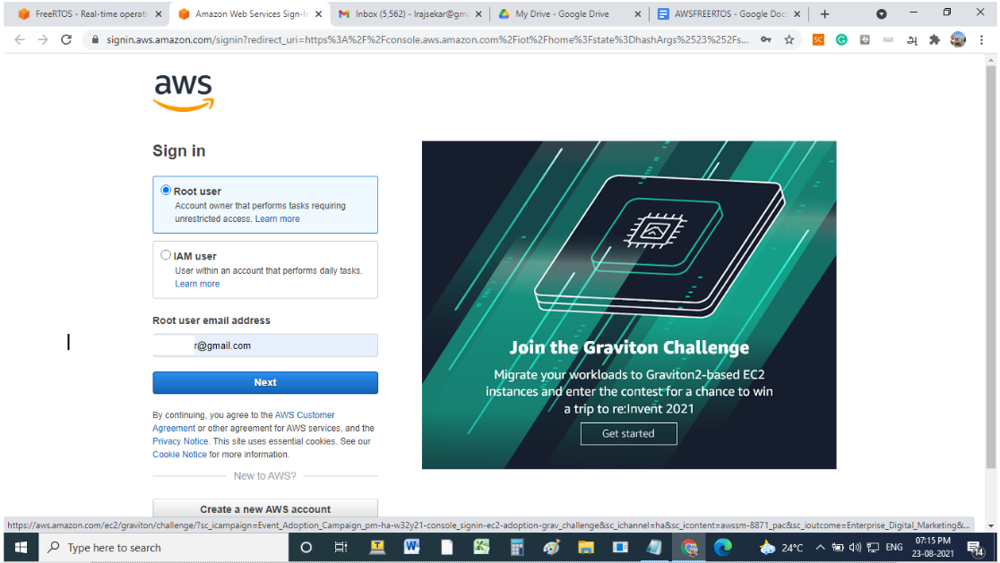 FreeRTOS - Real-time operati
Amazon Web Services Sign-In
Inbox (5,562) - lrajsekar@gm
My Drive - Google Drive
AWSFREERTOS - Google Doc
signin.aws.amazon.com/signin?redirect_uri=https%3A%2F%2Fconsole.aws.amazon.com%2Fiot%2Fhome%3Fstate%3DhashArgs%2523%252Fs...
SC
அ
aws
Sign in
Root user
Account owner that performs tasks requiring
unrestricted access. Learn more
IAM user
User within an account that performs daily tasks.
Learn more
Root user email address
r@gmail.com
Next
By continuing, you agree to the AWS Customer
Agreement or other agreement for AWS services, and the
Privacy Notice. This site uses essential cookies. See our
Cookie Notice for more information.
New to AWS?
Create a new AWS account
Join the Graviton Challenge
Migrate your workloads to Graviton2-based EC2
instances and enter the contest for a chance to win
a trip to re:Invent 2021
Get started
https://aws.amazon.com/ec2/graviton/challenge/?sc_icampaign=Event_Adoption_Campaign_pm-ha-w32y21-console_signin-ec2-adoption-grav_challenge&sc_ichannel=ha&sc_icontent=awssm-8871_pac&sc_ioutcome=Enterprise_Digital_Marketing&...
Type here to search
24°C
ENG
07:15 PM
23-08-2021
14